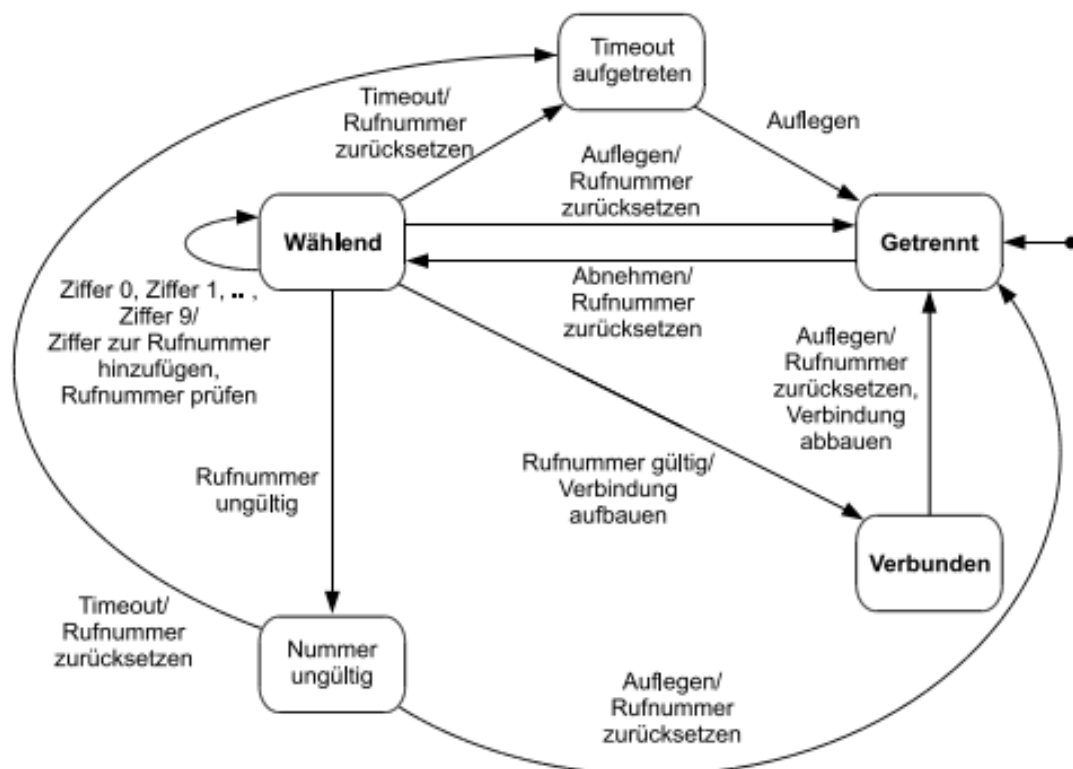 Timeout
aufgetreten
Timeout/
Rufnummer
zurücksetzen
Auflegen
Auflegen/
Rufnummer
zurücksetzen
Wählend
Getrennt
Abnehmen/
Rufnummer
zurücksetzen
Ziffer 0, Ziffer 1, .. ,
Ziffer 9/
Ziffer zur Rufnummer
hinzufügen,
Rufnummer prüfen
Auflegen/
Rufnummer
zurücksetzen,
Verbindung
abbauen
Rufnummer
ungültig
Rufnummer gültig/
Verbindung
aufbauen
Verbunden
Timeout/
Rufnummer
zurücksetzen
Nummer
ungültig
Auflegen/
Rufnummer
zurücksetzen